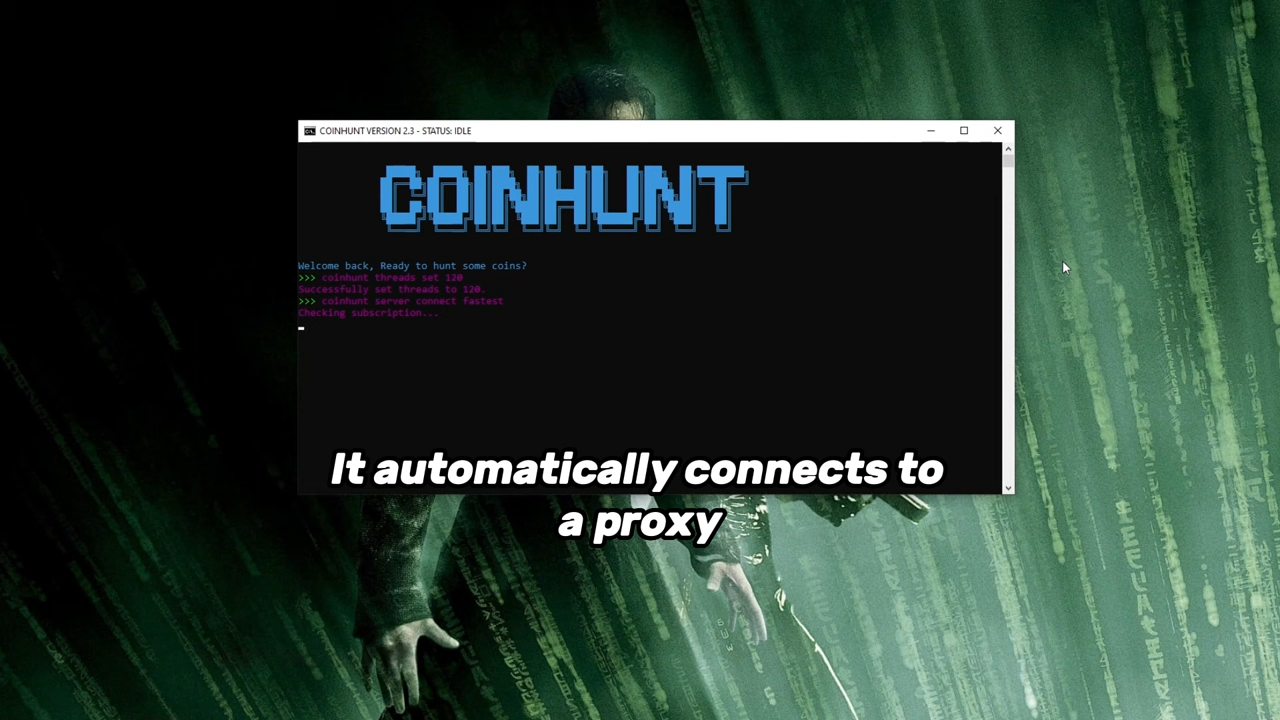 COINHUNT VERSION 2.3 - STATUS: IDLE
COINHUNT
Welcome back, Ready to hunt some coins?
>>> coinhunt threads set 120
Successfully set threads to 120.
>>> coinhunt server connect fastest
Checking subscription...
It automatically connects to
a proxy